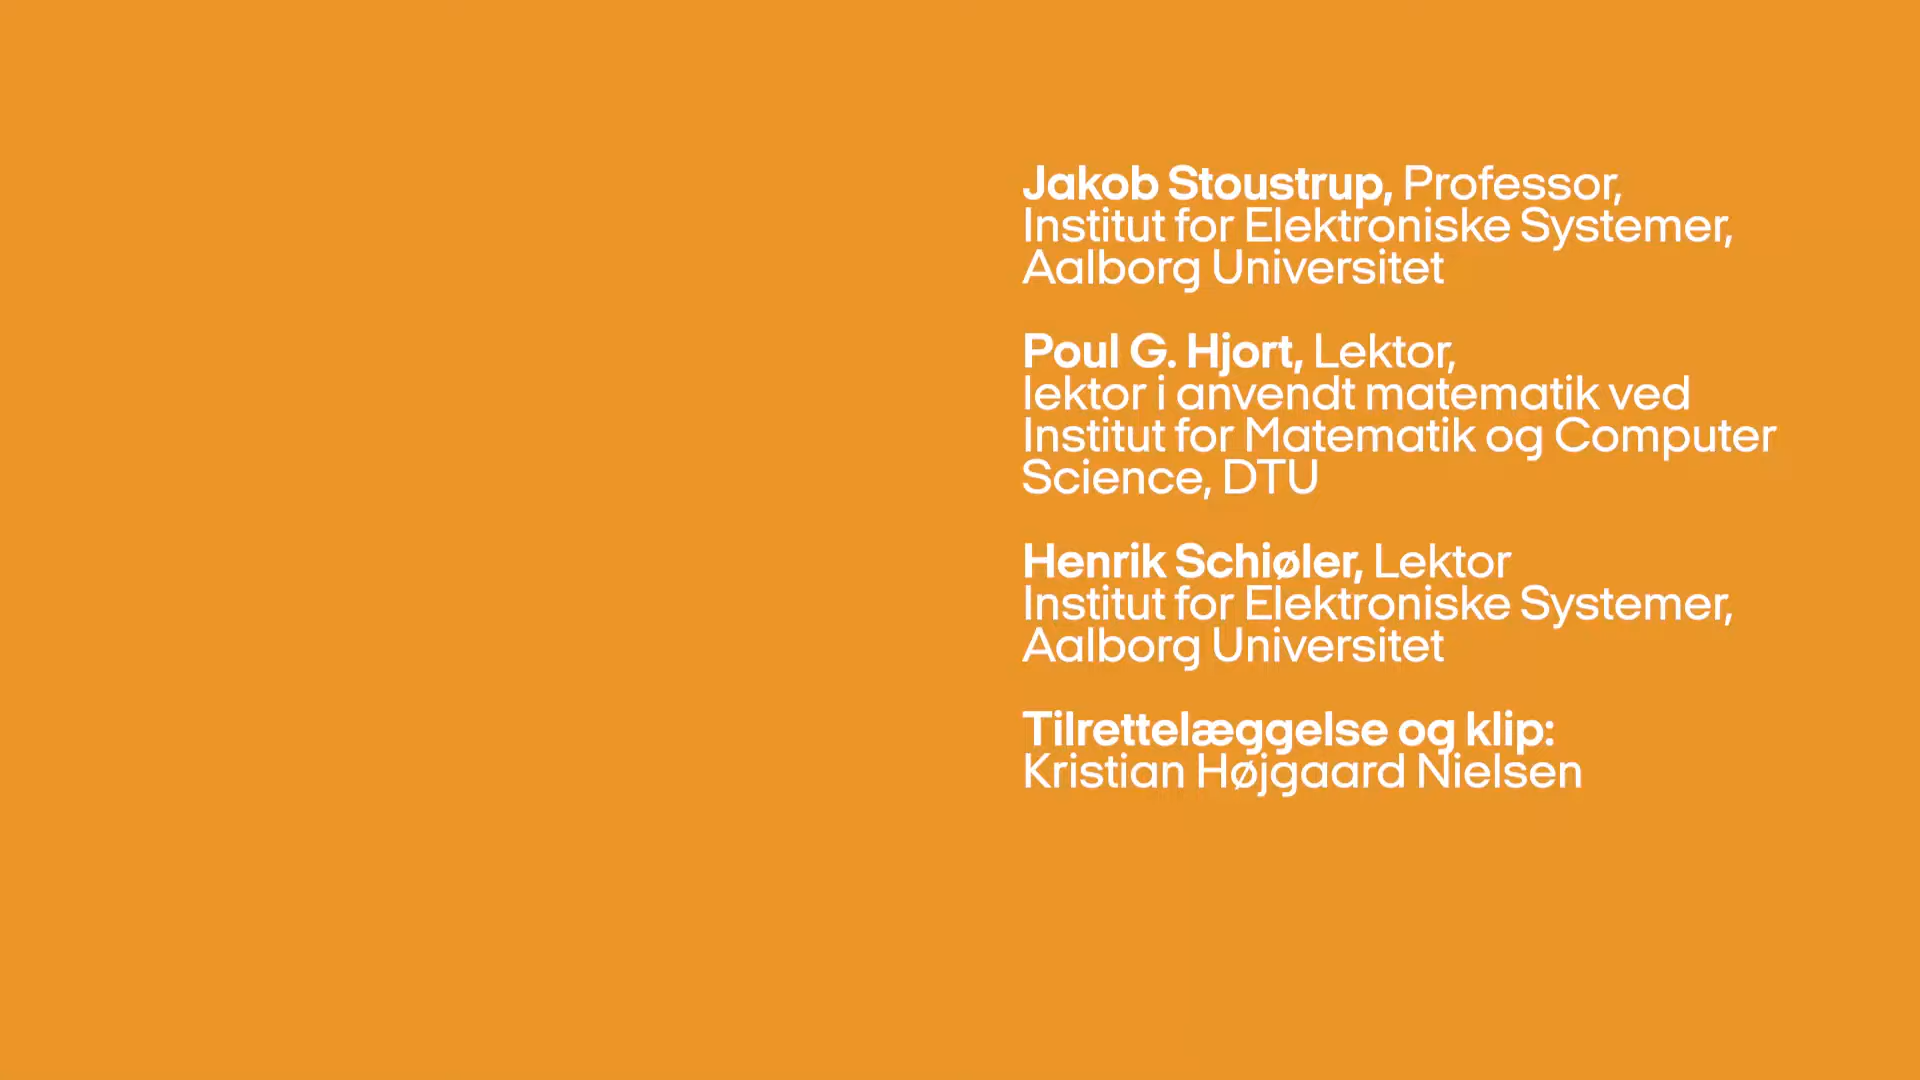 Jakob Stoustrup, Professor,
Institut for Elektroniske Systemer,
Aalborg Universitet
Poul G. Hjort, Lektor,
lektor i anvendt matematik ved
Institut for Matematik og Computer
Science, DTU
Henrik Schiøler, Lektor
Institut for Elektroniske Systemer,
Aalborg Universitet
Tilrettelæggelse og klip:
Kristian Højgaard Nielsen